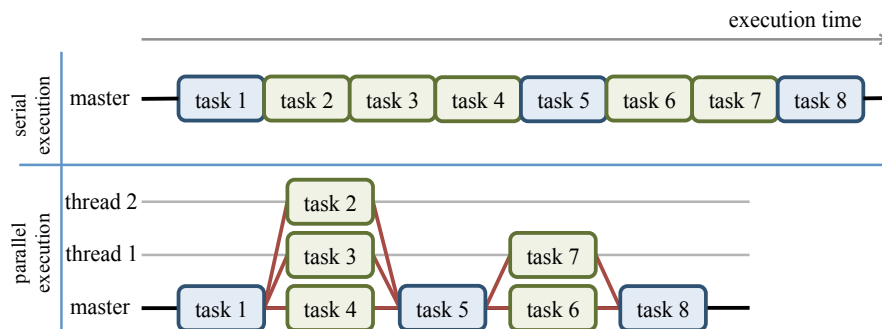 execution time
serial
execution
master
task 1 task 2 task 3 task 4 task 5 task 6 task 7 task 8
parallel
execution
thread 2
task 2
thread 1
task 3 task 7
master
task 1 task 4 task 5 task 6 task 8